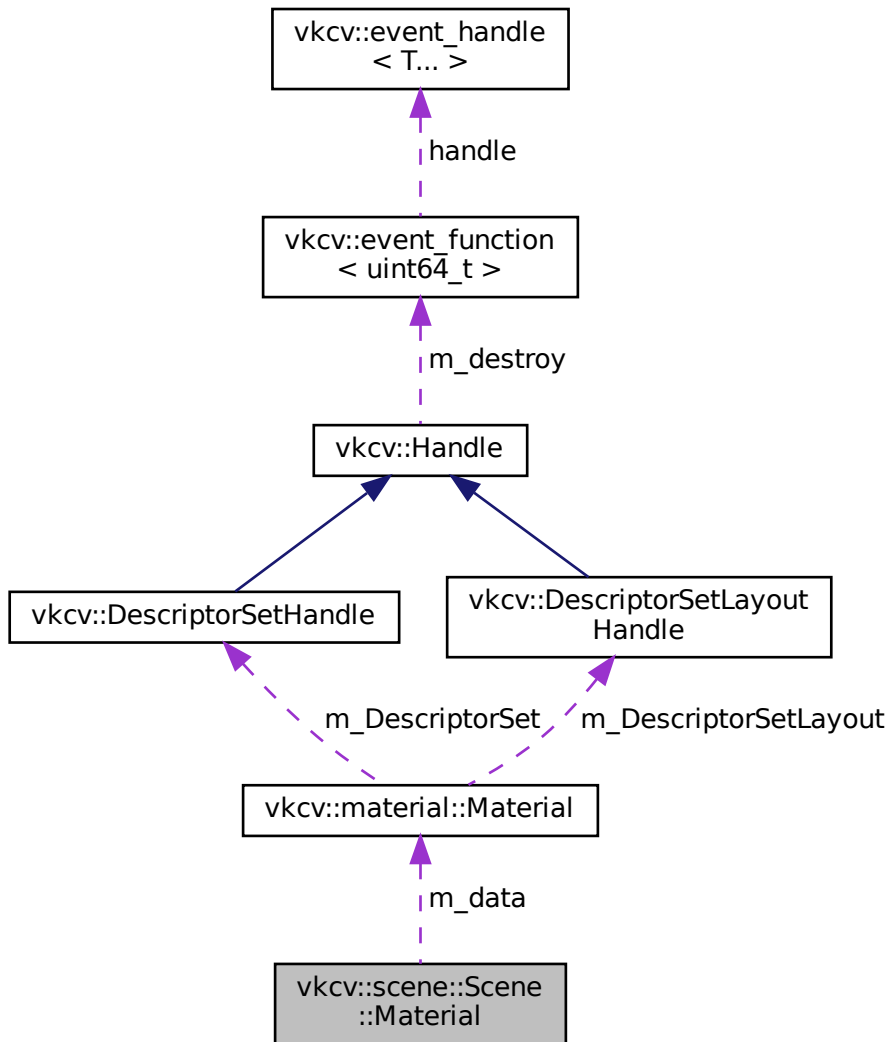 vkcv::event_handle
< T... >
handle
vkcv::event_function
< uint64_t >
m_destroy
vkcv::Handle
vkcv::DescriptorSetHandle
vkcv::DescriptorSetLayout
Handle
m_DescriptorSet
m_DescriptorSetLayout
vkcv::material::Material
m_data
vkcv::scene::Scene
::Material